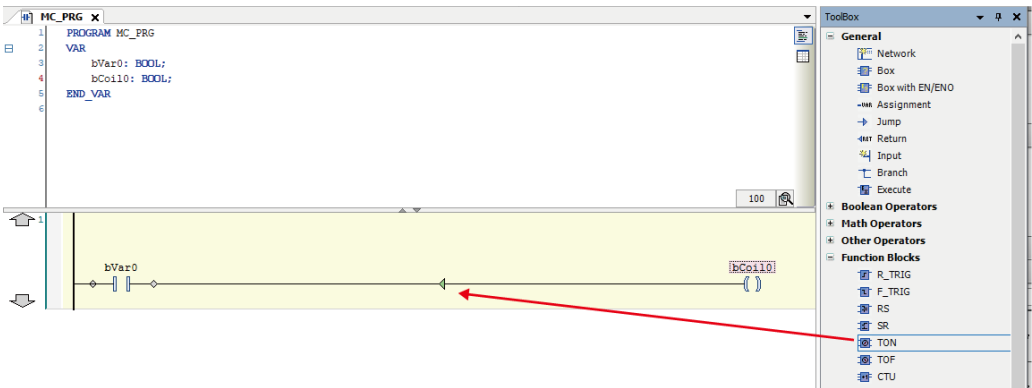 MC_PRG
1 PROGRAM MC_PRG
2 VAR
3 bVar0: BOOL;
4 bCoil0: BOOL;
5 END_VAR
6
100
1
bVar0
bCoil0
ToolBox
General
Network
Box
Box with EN/ENO
Assignment
Jump
Return
Input
Branch
Execute
Boolean Operators
Math Operators
Other Operators
Function Blocks
R_TRIG
F_TRIG
RS
SR
TON
TOF
CTU